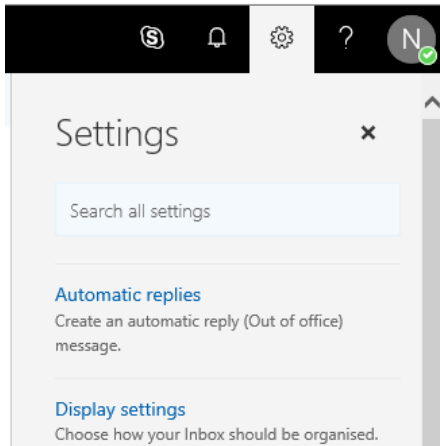 S ? N
Settings ×
Search all settings
Automatic replies
Create an automatic reply (Out of office)
message.
Display settings
Choose how your Inbox should be organised.